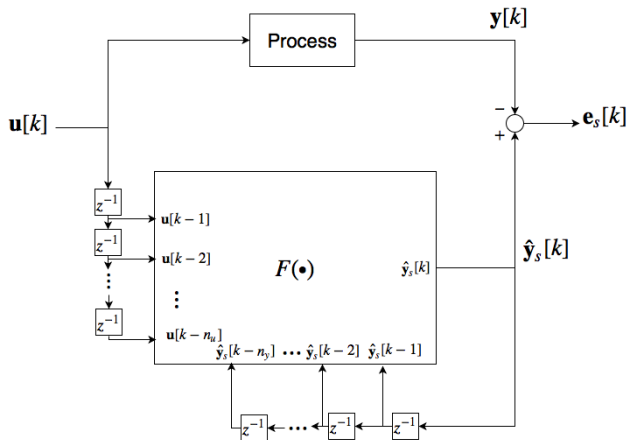 y[k]
Process
−
e_s[k]
u[k]
+
z⁻¹
u[k − 1]
z⁻¹
u[k − 2]
F(•)
ŷ_s[k]
ŷ_s[k]
⋮
⋮
z⁻¹
u[k − n_u]
ŷ_s[k − n_y] ••• ŷ_s[k − 2] ŷ_s[k − 1]
z⁻¹ ••• z⁻¹ z⁻¹